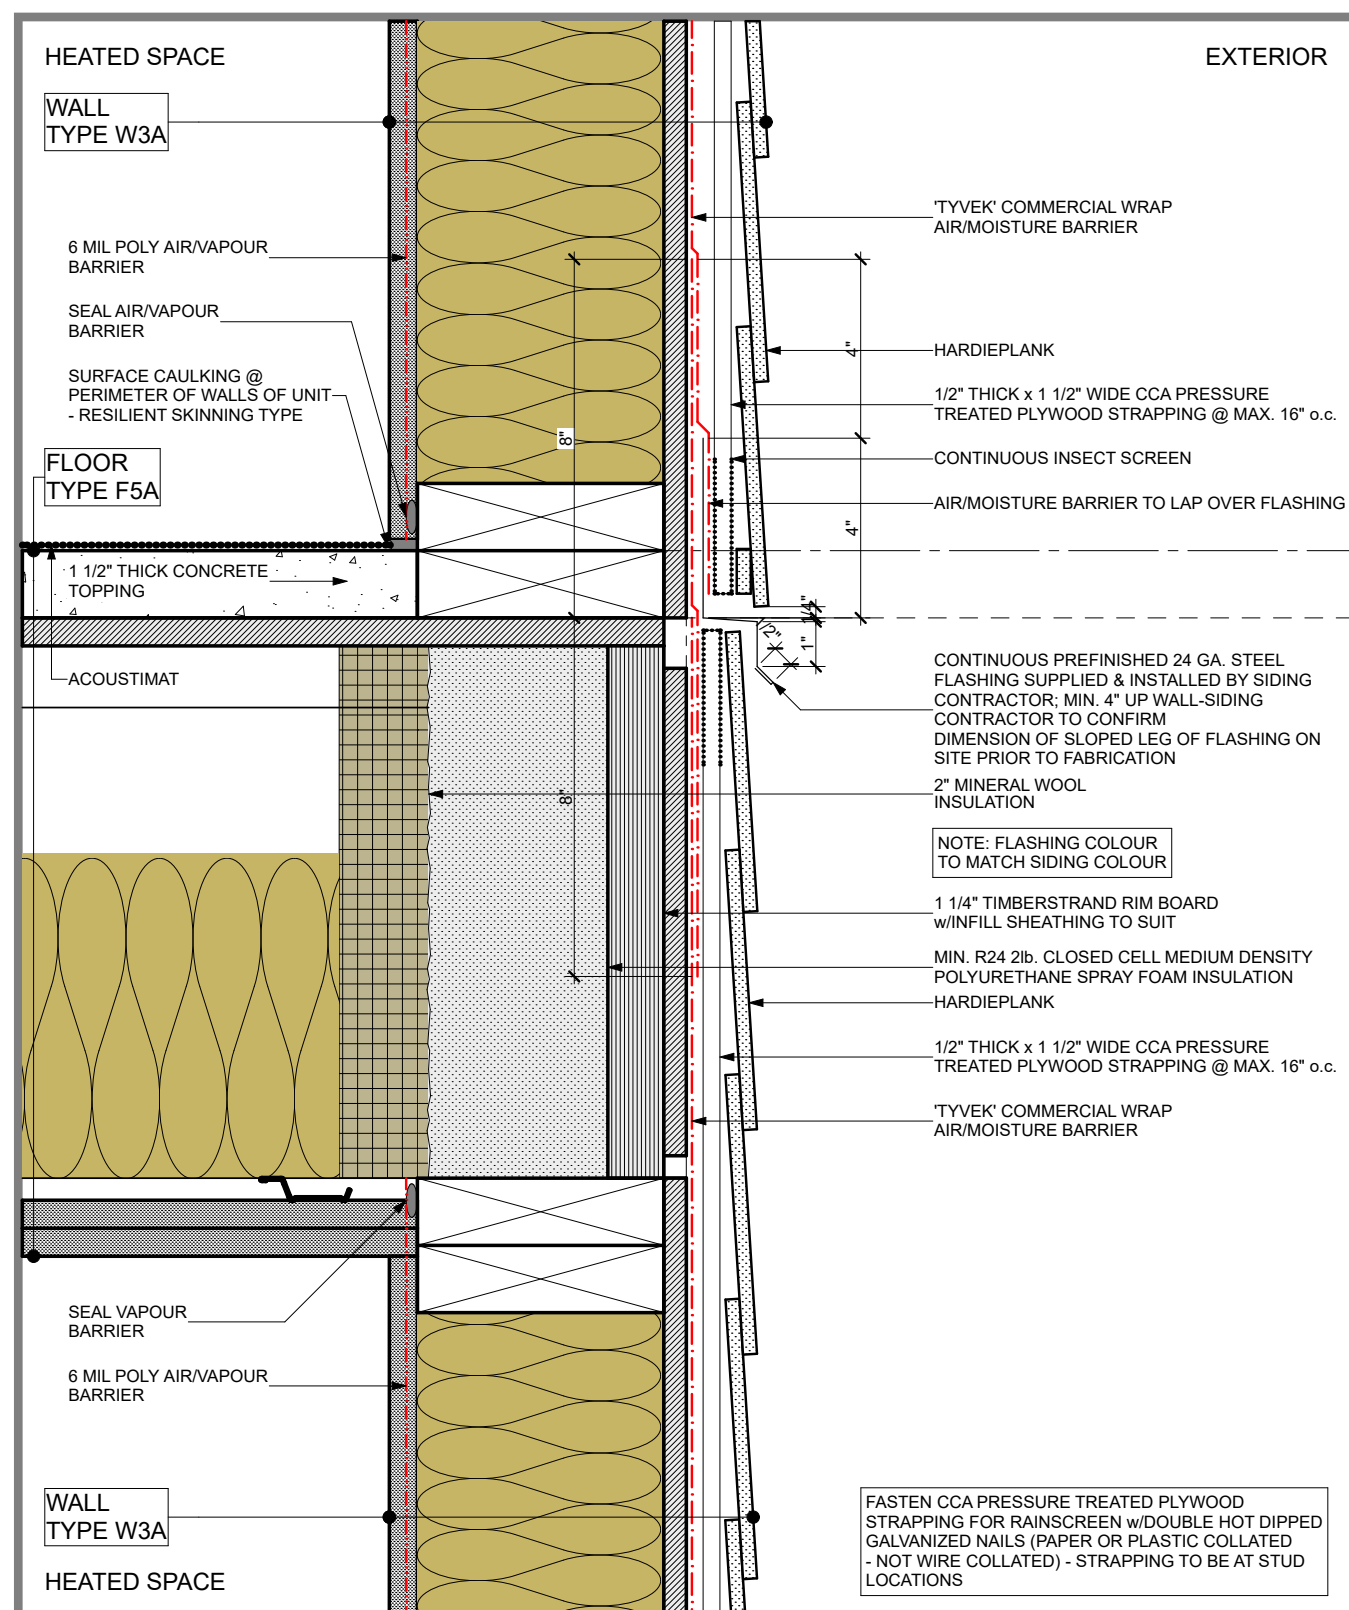 HEATED SPACE
EXTERIOR
WALL
TYPE W3A
'TYVEK' COMMERCIAL WRAP
AIR/MOISTURE BARRIER
6 MIL POLY AIR/VAPOUR
BARRIER
SEAL AIR/VAPOUR
BARRIER
SURFACE CAULKING @
PERIMETER OF WALLS OF UNIT
- RESILIENT SKINNING TYPE
FLOOR
TYPE F5A
1 1/2" THICK CONCRETE
TOPPING
ACOUSTIMAT
8"
8"
4"
4"
1/4"
1"
1/2"
HARDIEPLANK
1/2" THICK x 1 1/2" WIDE CCA PRESSURE
TREATED PLYWOOD STRAPPING @ MAX. 16" o.c.
CONTINUOUS INSECT SCREEN
AIR/MOISTURE BARRIER TO LAP OVER FLASHING
CONTINUOUS PREFINISHED 24 GA. STEEL
FLASHING SUPPLIED & INSTALLED BY SIDING
CONTRACTOR; MIN. 4" UP WALL-SIDING
CONTRACTOR TO CONFIRM
DIMENSION OF SLOPED LEG OF FLASHING ON
SITE PRIOR TO FABRICATION
2" MINERAL WOOL
INSULATION
NOTE: FLASHING COLOUR
TO MATCH SIDING COLOUR
1 1/4" TIMBERSTRAND RIM BOARD
w/INFILL SHEATHING TO SUIT
MIN. R24 2lb. CLOSED CELL MEDIUM DENSITY
POLYURETHANE SPRAY FOAM INSULATION
HARDIEPLANK
1/2" THICK x 1 1/2" WIDE CCA PRESSURE
TREATED PLYWOOD STRAPPING @ MAX. 16" o.c.
'TYVEK' COMMERCIAL WRAP
AIR/MOISTURE BARRIER
SEAL VAPOUR
BARRIER
6 MIL POLY AIR/VAPOUR
BARRIER
WALL
TYPE W3A
HEATED SPACE
FASTEN CCA PRESSURE TREATED PLYWOOD
STRAPPING FOR RAINSCREEN w/DOUBLE HOT DIPPED
GALVANIZED NAILS (PAPER OR PLASTIC COLLATED
- NOT WIRE COLLATED) - STRAPPING TO BE AT STUD
LOCATIONS